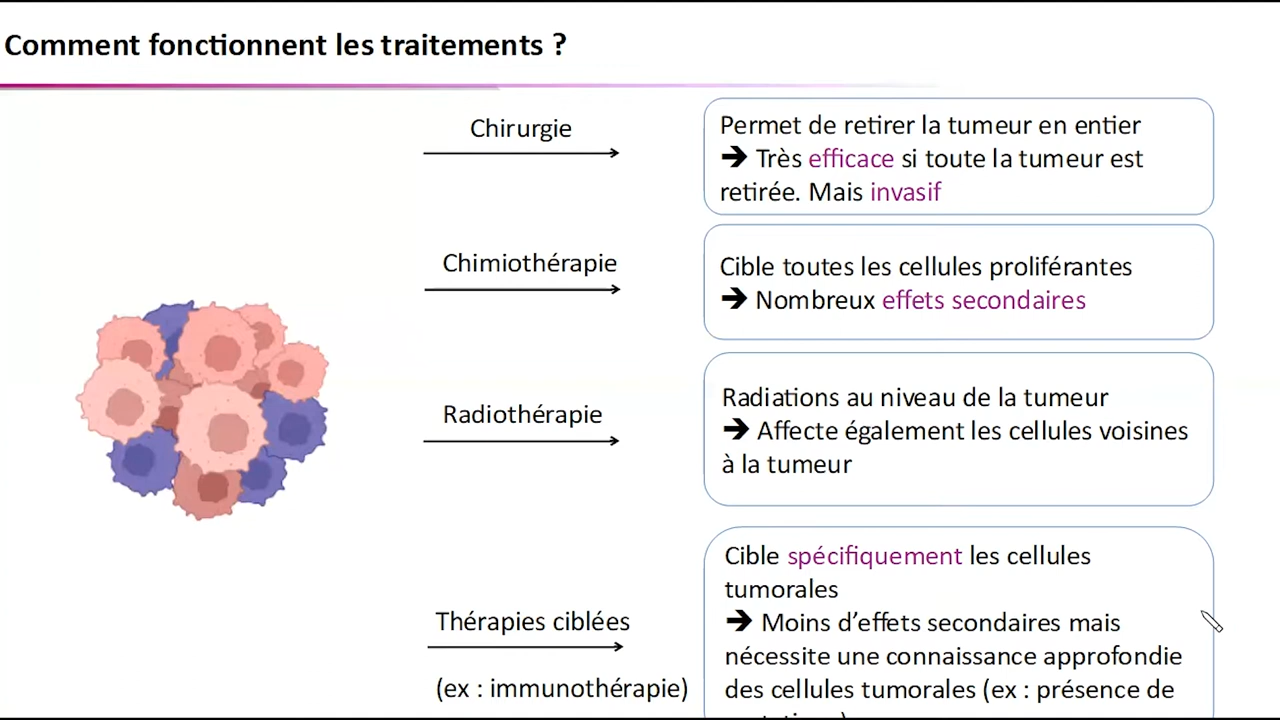 Comment fonctionnent les traitements ?
Chirurgie
Permet de retirer la tumeur en entier
➔ Très efficace si toute la tumeur est
retirée. Mais invasif
Chimiothérapie
Cible toutes les cellules proliférantes
➔ Nombreux effets secondaires
Radiothérapie
Radiations au niveau de la tumeur
➔ Affecte également les cellules voisines
à la tumeur
Thérapies ciblées
(ex : immunothérapie)
Cible spécifiquement les cellules
tumorales
➔ Moins d’effets secondaires mais
nécessite une connaissance approfondie
des cellules tumorales (ex : présence de